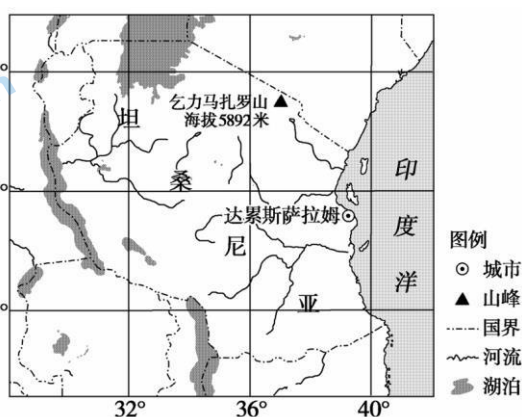 乞力马扎罗山
海拔5892米
坦
桑
尼
亚
达累斯萨拉姆
印
度
洋
图例
城市
山峰
国界
河流
湖泊
32° 36° 40°